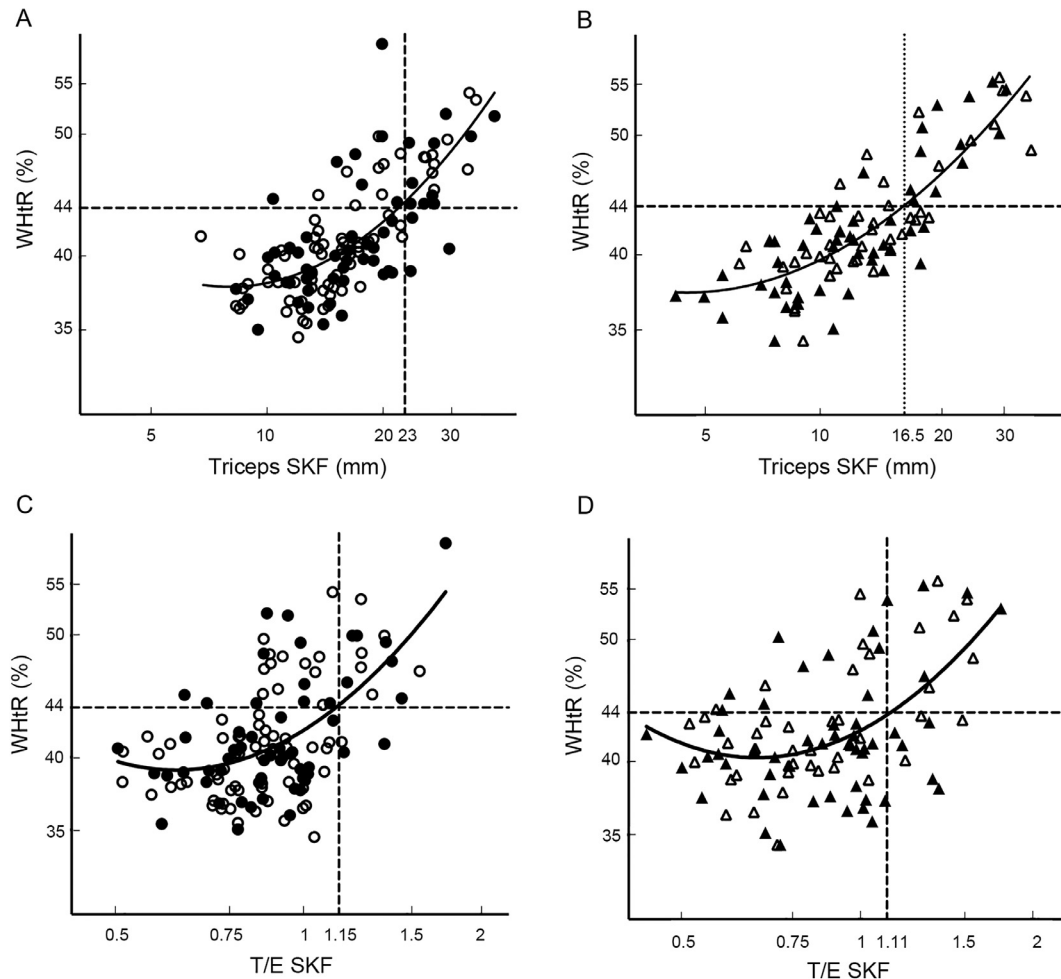 A
WHtR (%)
55
50
44
40
35
5 10 20 23 30
Triceps SKF (mm)
B
WHtR (%)
55
50
44
40
35
5 10 16.5 20 30
Triceps SKF (mm)
C
WHtR (%)
55
50
44
40
35
0.5 0.75 1 1.15 1.5 2
T/E SKF
D
WHtR (%)
55
50
44
40
35
0.5 0.75 1 1.11 1.5 2
T/E SKF